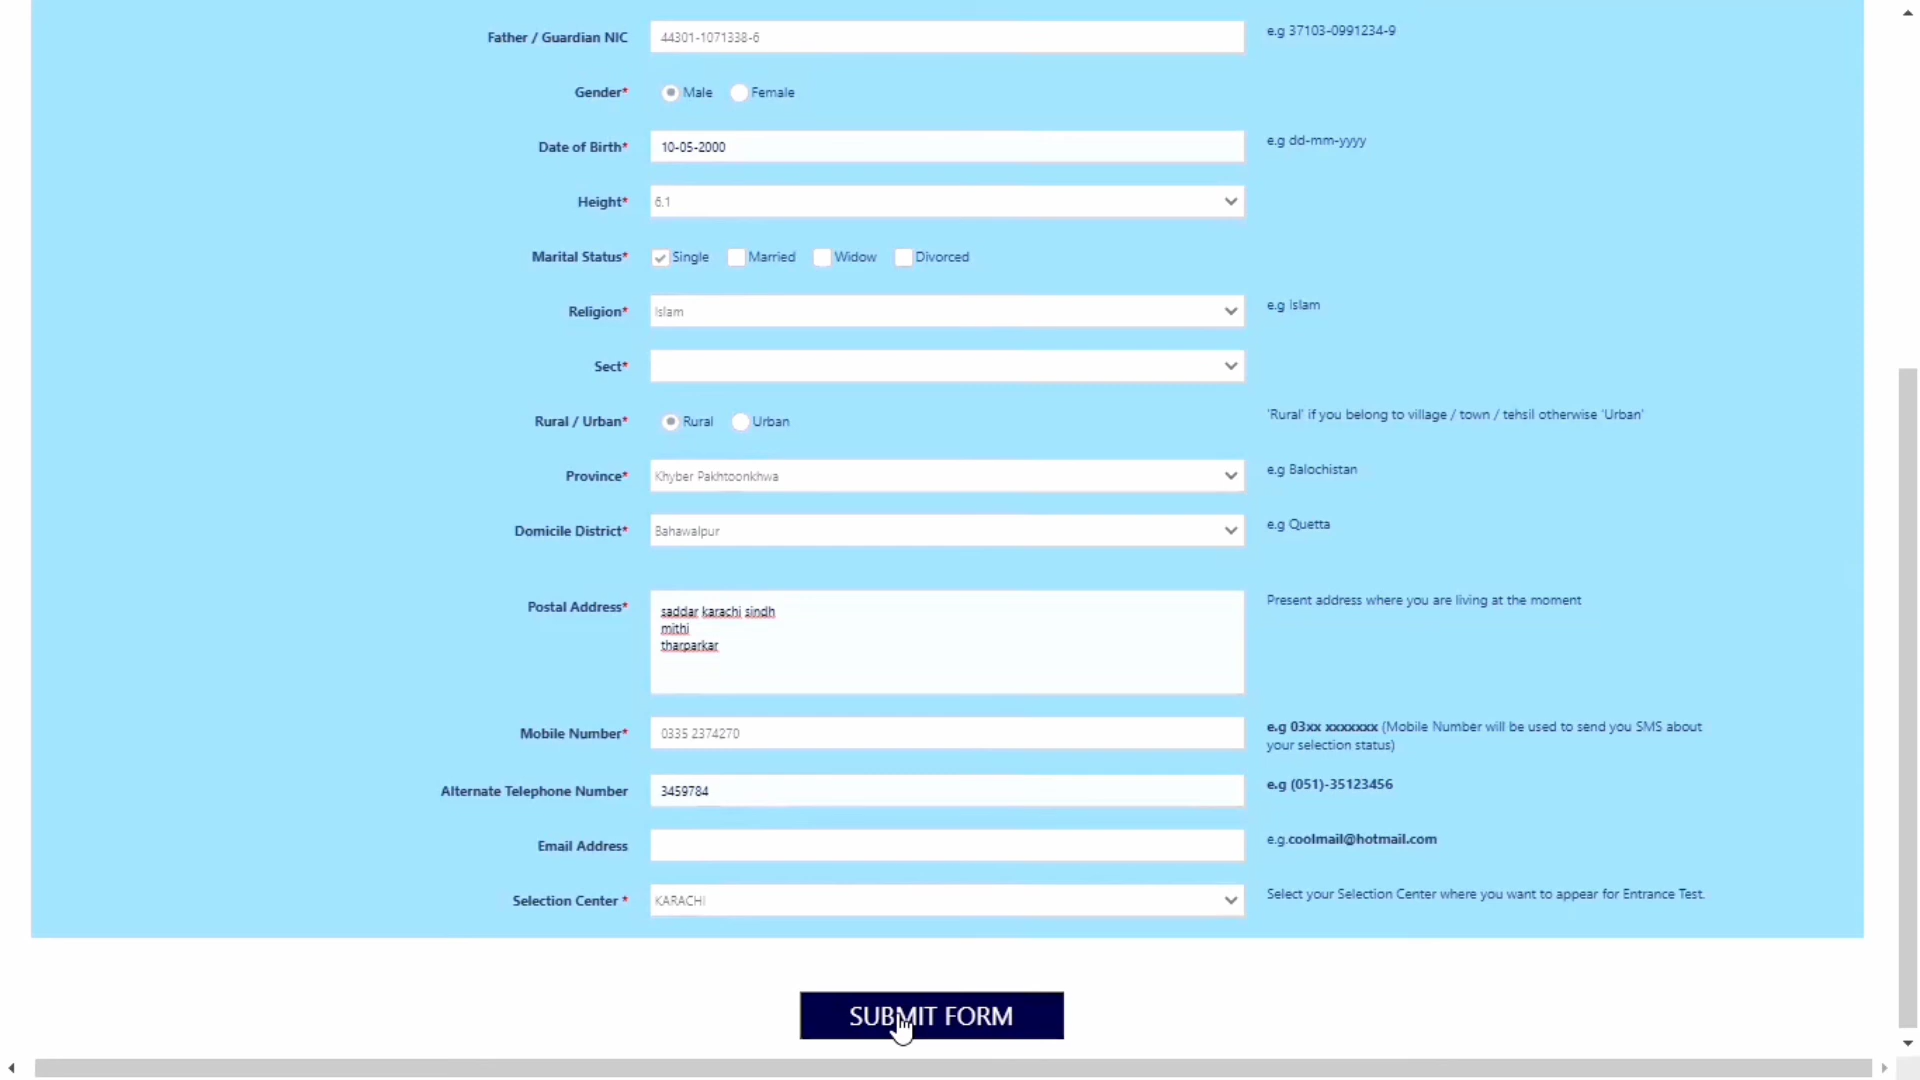 Father / Guardian NIC 44301-1071338-6 e.g 37103-0991234-9
Gender* Male Female
Date of Birth* 10-05-2000 e.g dd-mm-yyyy
Height* 6.1
Marital Status* Single Married Widow Divorced
Religion* Islam e.g Islam
Sect*
Rural / Urban* Rural Urban 'Rural' if you belong to village / town / tehsil otherwise 'Urban'
Province* Khyber Pakhtoonkhwa e.g Balochistan
Domicile District* Bahawalpur e.g Quetta
Postal Address* saddar karachi sindh Present address where you are living at the moment
mithi
tharparkar
Mobile Number* 0335 2374270 e.g 03xx xxxxxxx (Mobile Number will be used to send you SMS about
your selection status)
Alternate Telephone Number 3459784 e.g (051)-35123456
Email Address e.g.coolmail@hotmail.com
Selection Center * KARACHI Select your Selection Center where you want to appear for Entrance Test.
SUBMIT FORM